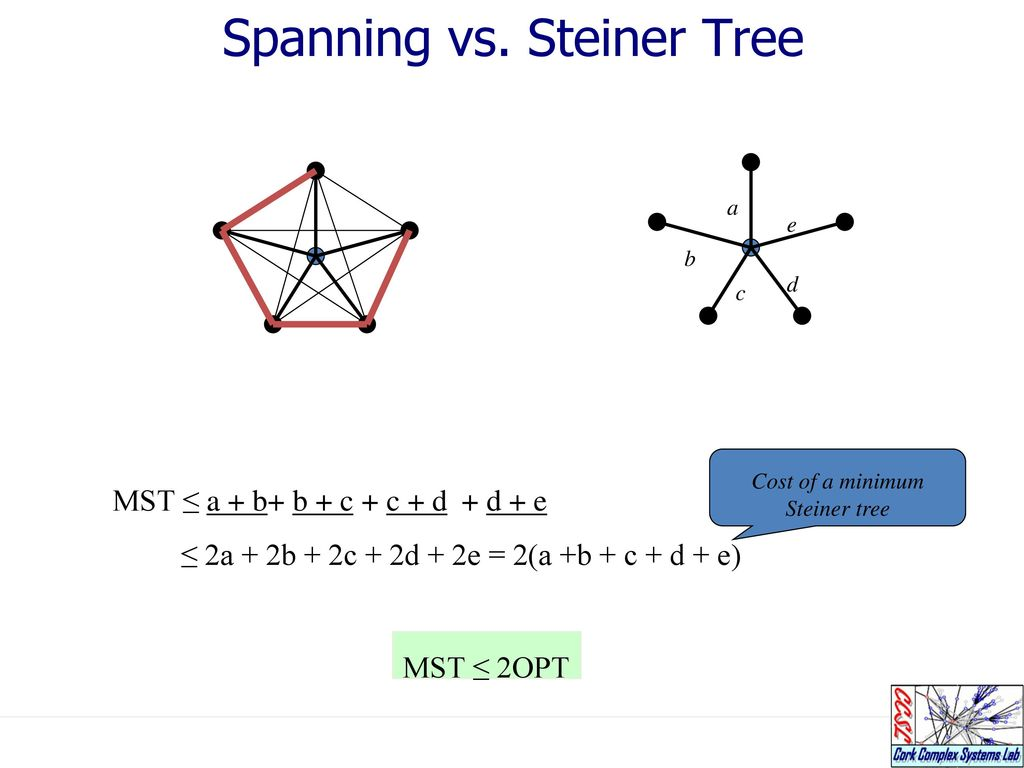 Spanning vs. Steiner Tree
a
e
b
c
d
Cost of a minimum
Steiner tree
MST ≤ a + b+ b + c + c + d + d + e
≤ 2a + 2b + 2c + 2d + 2e = 2(a +b + c + d + e)
MST ≤ 2OPT
CCSL
Cork Complex Systems Lab